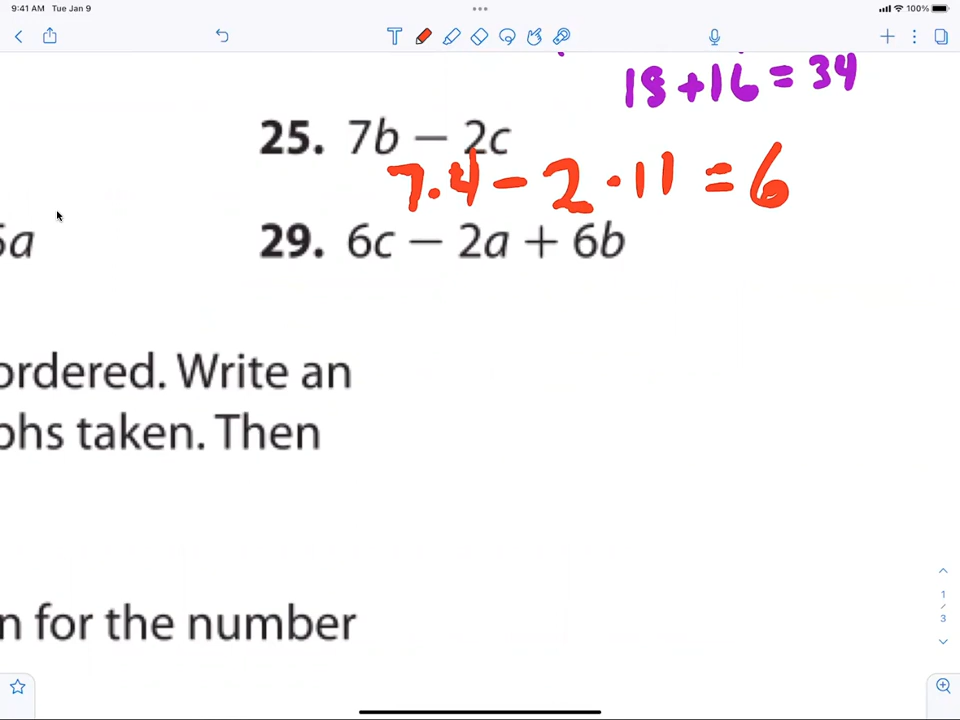 9:41 AM Tue Jan 9
100%
T
18 + 16 = 34
25. 7b − 2c
7·4 − 2·11 = 6
5a
29. 6c − 2a + 6b
ordered. Write an
phs taken. Then
1
/
3
n for the number